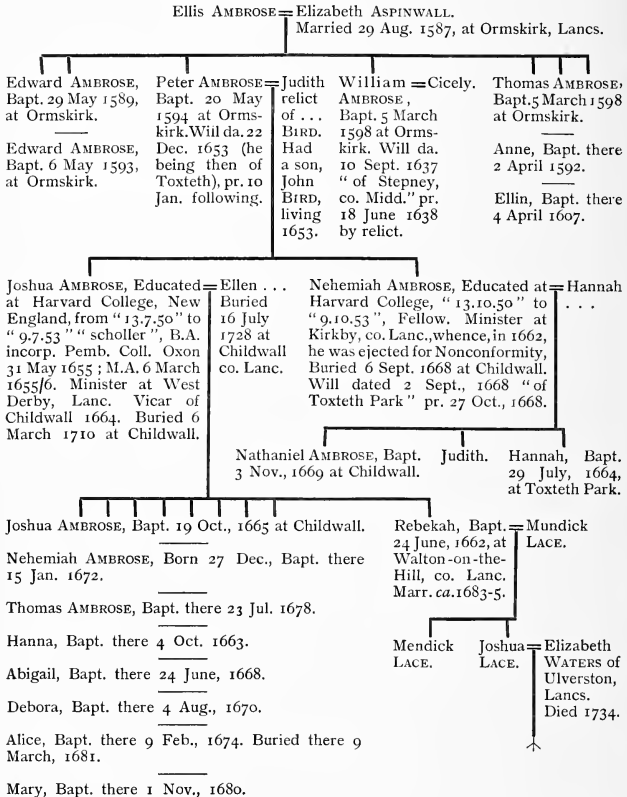 Ellis AMBROSE = Elizabeth ASPINWALL.
Married 29 Aug. 1587, at Ormskirk, Lancs.
Edward AMBROSE,
Bapt. 29 May 1589,
at Ormskirk.
Edward AMBROSE,
Bapt. 6 May 1593,
at Ormskirk.
Peter AMBROSE =
Bapt. 20 May
1594 at Orms-
kirk. Will da. 22
Dec. 1653 (he
being then of
Toxteth), pr. 10
Jan. following.
Judith
relict
of ...
BIRD.
Had
a son,
John
BIRD,
living
1653.
William = Cicely.
AMBROSE,
Bapt. 5 March
1598 at Orms-
kirk. Will da.
10 Sept. 1637
“ of Stepney,
co. Midd.” pr.
18 June 1638
by relict.
Thomas AMBROSE,
Bapt. 5 March 1598
at Ormskirk.
Anne, Bapt. there
2 April 1592.
Ellin, Bapt. there
4 April 1607.
Joshua AMBROSE, Educated =
at Harvard College, New
England, from “ 13.7.50” to
“ 9.7.53 ” “ scholler ”, B.A.
incorp. Pemb. Coll. Oxon
31 May 1655 ; M.A. 6 March
1655/6. Minister at West
Derby, Lanc. Vicar of
Childwall 1664. Buried 6
March 1710 at Childwall.
Ellen ...
Buried
16 July
1728 at
Childwall
co. Lanc.
Nehemiah AMBROSE, Educated at =
Harvard College, “ 13.10.50” to
“ 9.10.53 ”, Fellow. Minister at
Kirkby, co. Lanc., whence, in 1662,
he was ejected for Nonconformity,
Buried 6 Sept. 1668 at Childwall.
Will dated 2 Sept., 1668 “ of
Toxteth Park ” pr. 27 Oct., 1668.
Hannah
. . .
Nathaniel AMBROSE, Bapt.
3 Nov., 1669 at Childwall.
Judith.
Hannah, Bapt.
29 July, 1664,
at Toxteth Park.
Joshua AMBROSE, Bapt. 19 Oct., 1665 at Childwall.
Nehemiah AMBROSE, Born 27 Dec., Bapt. there
15 Jan. 1672.
Thomas AMBROSE, Bapt. there 23 Jul. 1678.
Hanna, Bapt. there 4 Oct. 1663.
Abigail, Bapt. there 24 June, 1668.
Debora, Bapt. there 4 Aug., 1670.
Alice, Bapt. there 9 Feb., 1674. Buried there 9
March, 1681.
Mary, Bapt. there 1 Nov., 1680.
Rebekah, Bapt. =
24 June, 1662, at
Walton-on-the-
Hill, co. Lanc.
Marr. ca. 1683-5.
Mundick
LACE.
Mendick
LACE.
Joshua =
LACE.
Elizabeth
WATERS of
Ulverston,
Lancs.
Died 1734.